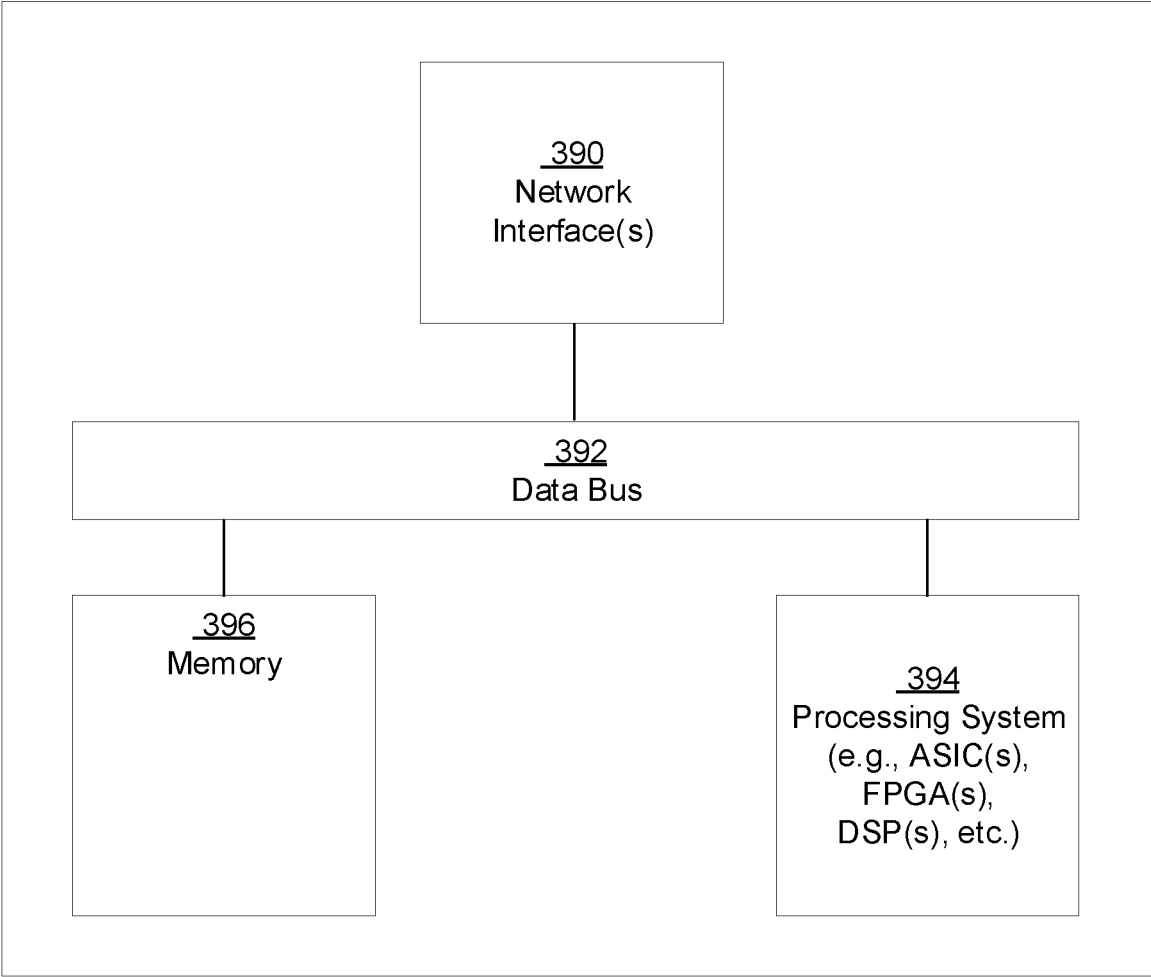 390
Network
Interface(s)
392
Data Bus
396
Memory
394
Processing System
(e.g., ASIC(s),
FPGA(s),
DSP(s), etc.)